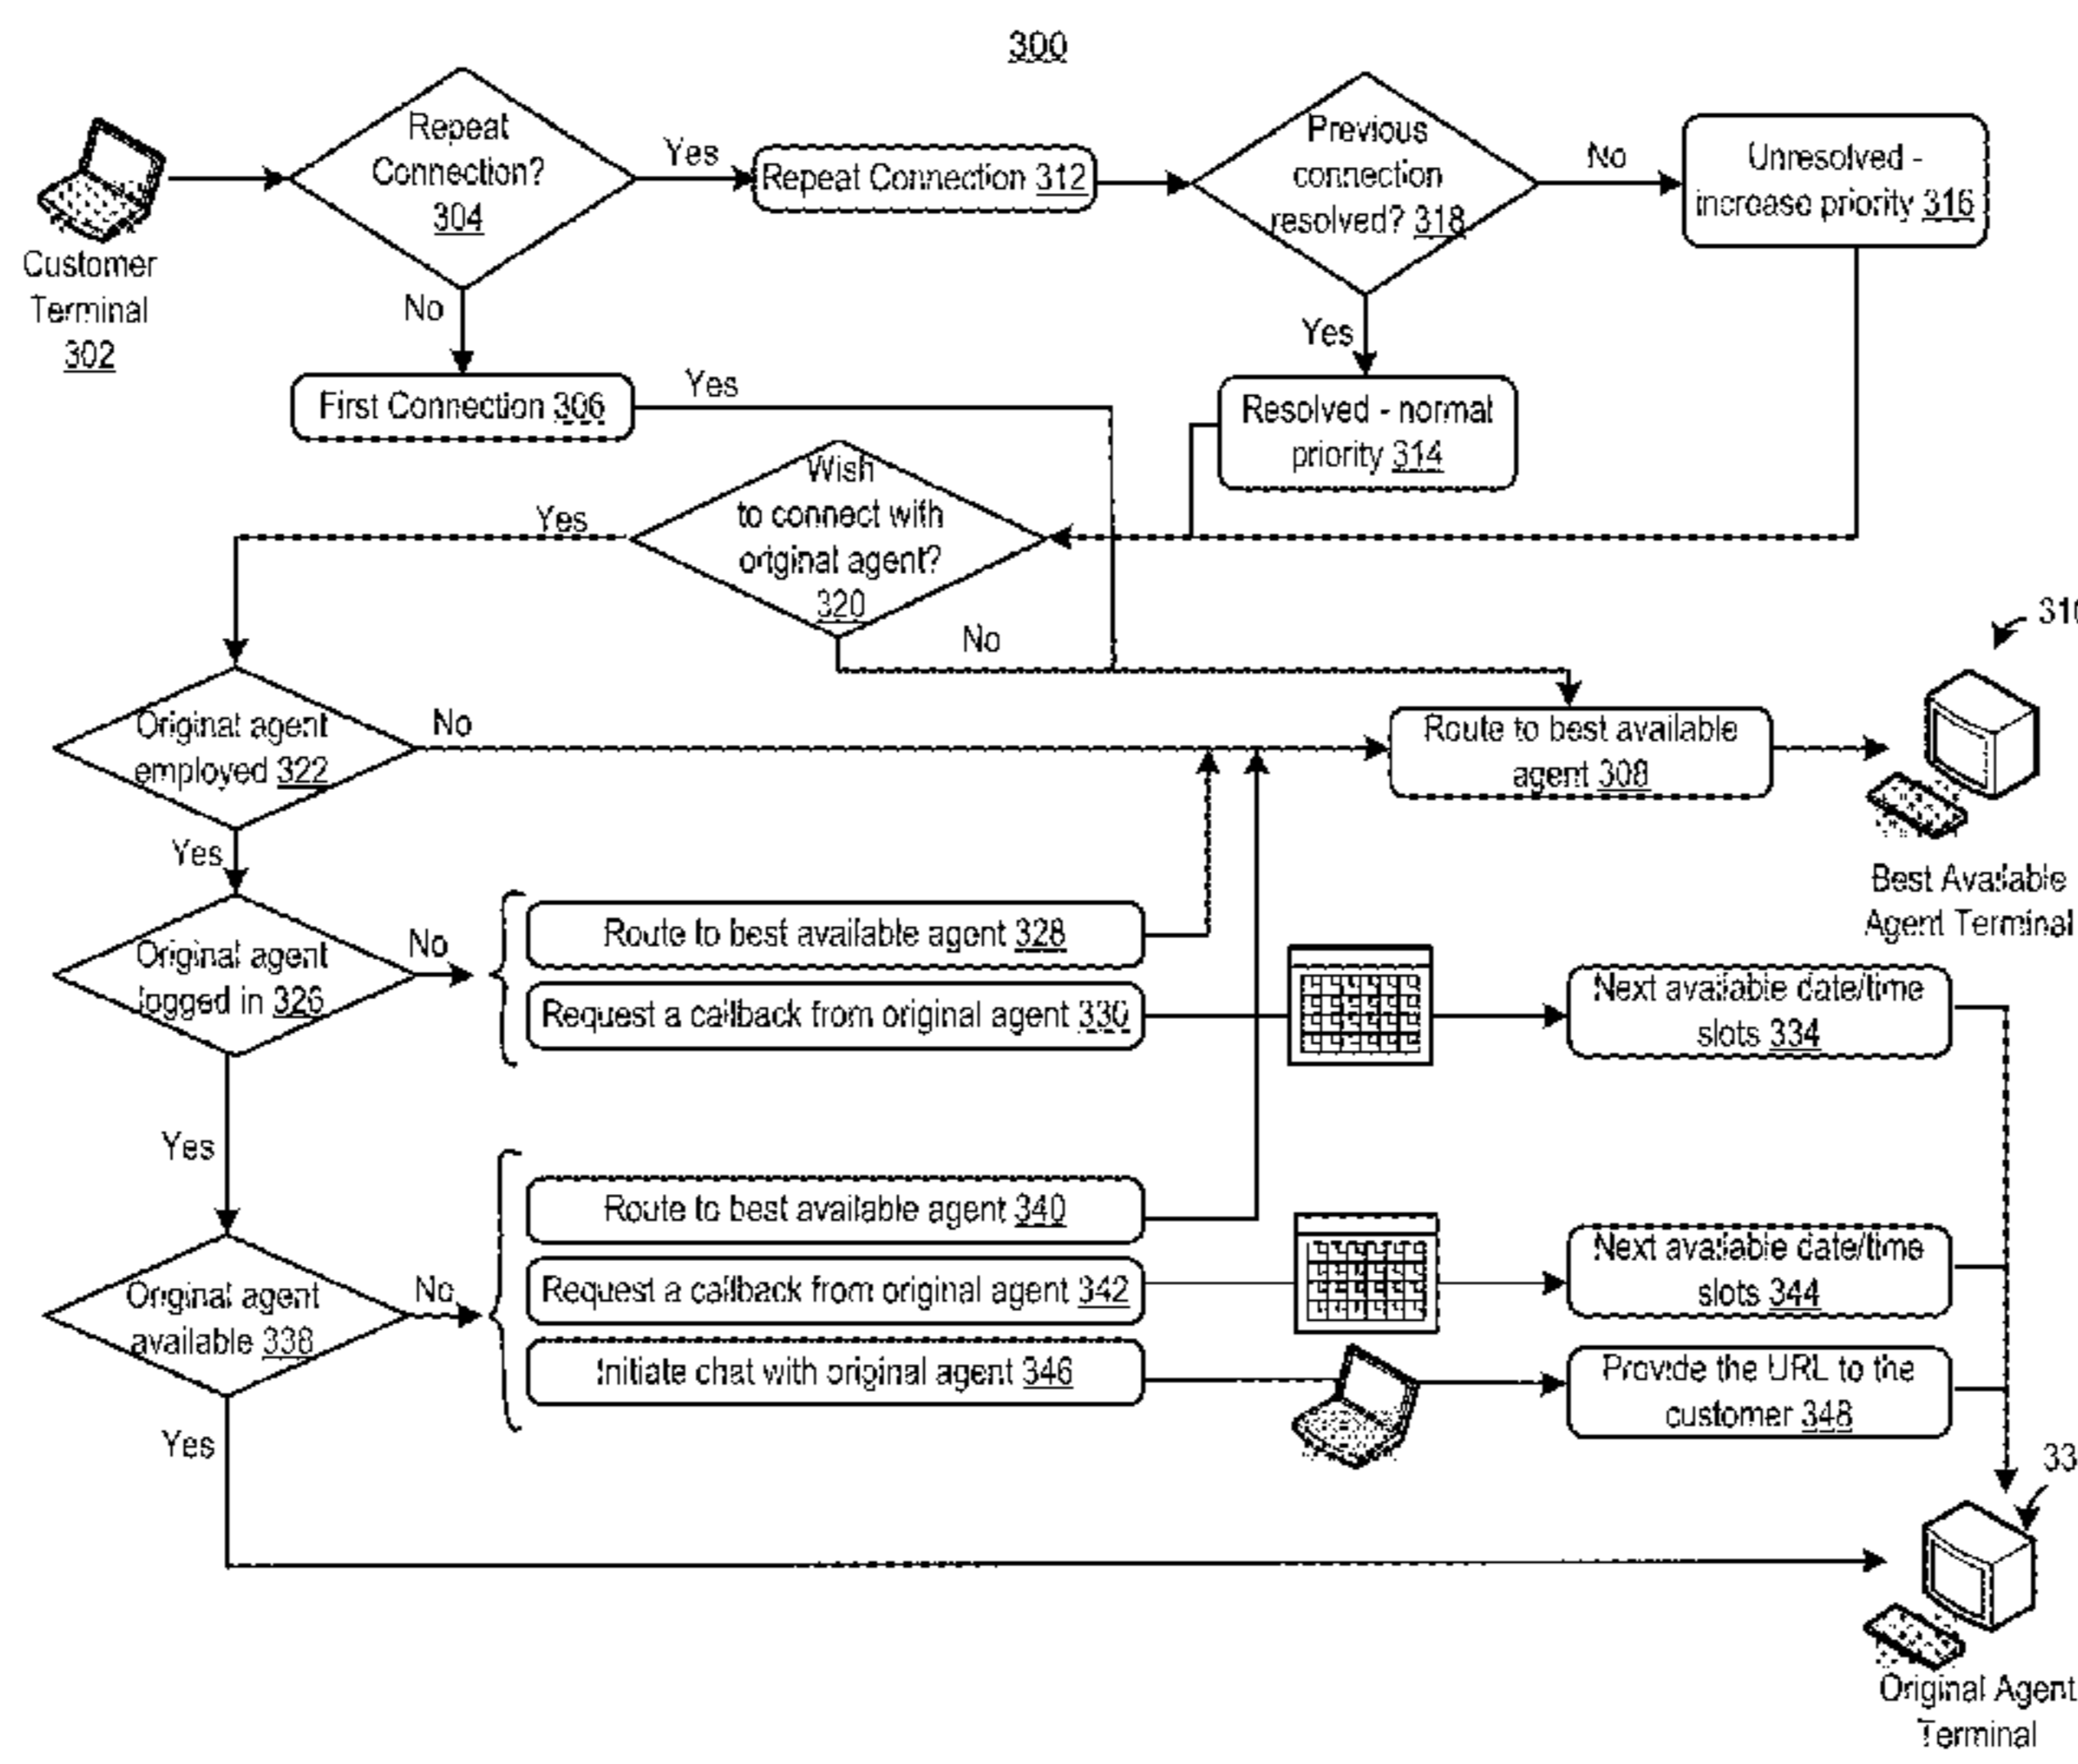 300
Repeat
Connection?
304
Yes
Repeat Connection 312
Previous
connection
resolved? 318
No
Unresolved -
increase priority 316
Customer
Terminal
302
No
First Connection 306
Yes
Yes
Resolved - normal
priority 314
Wish
to connect with
original agent?
320
Yes
No
310
Original agent
employed 322
No
Route to best available
agent 308
Best Available
Agent Terminal
Yes
Original agent
logged in 326
No
Route to best available agent 328
Request a callback from original agent 330
Next available date/time
slots 334
Yes
Original agent
available 338
No
Route to best available agent 340
Request a callback from original agent 342
Next available date/time
slots 344
Initiate chat with original agent 346
Provide the URL to the
customer 348
Yes
33
Original Agent
Terminal